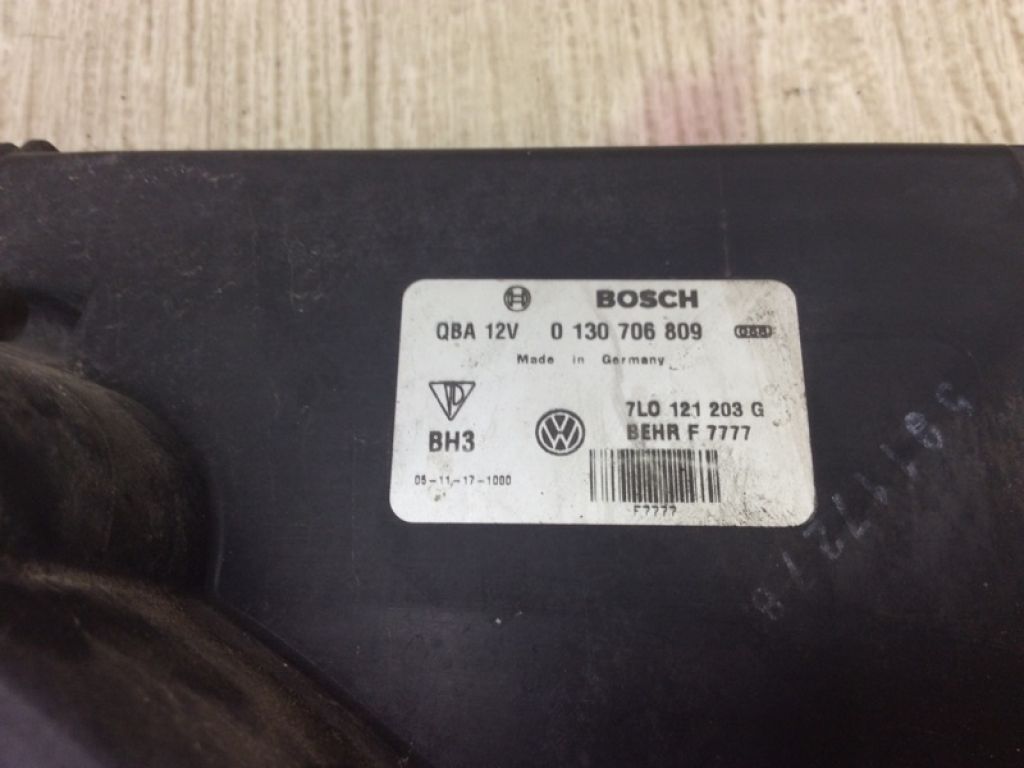 BOSCH
QBA 12V 0 130 706 809
Made in Germany
7L0 121 203 G
BEHR F 7777
BH3
05-11-17-1000
F7777